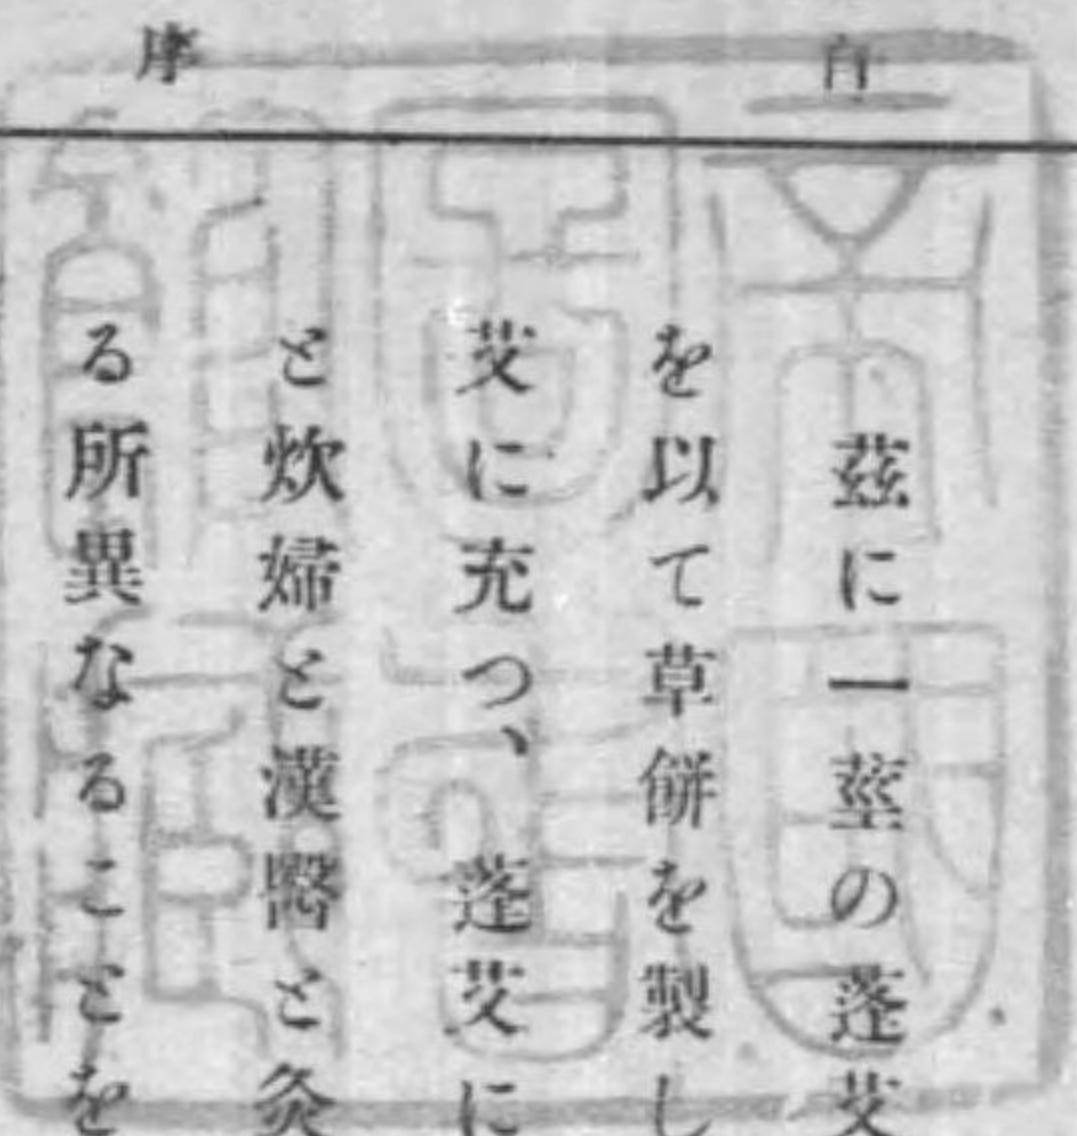 自序
茲に一莖の蓬艾
を以て草餅を製し
艾に充つ、蓬艾に
と炊婦と漢醫と灸
る所異なることを